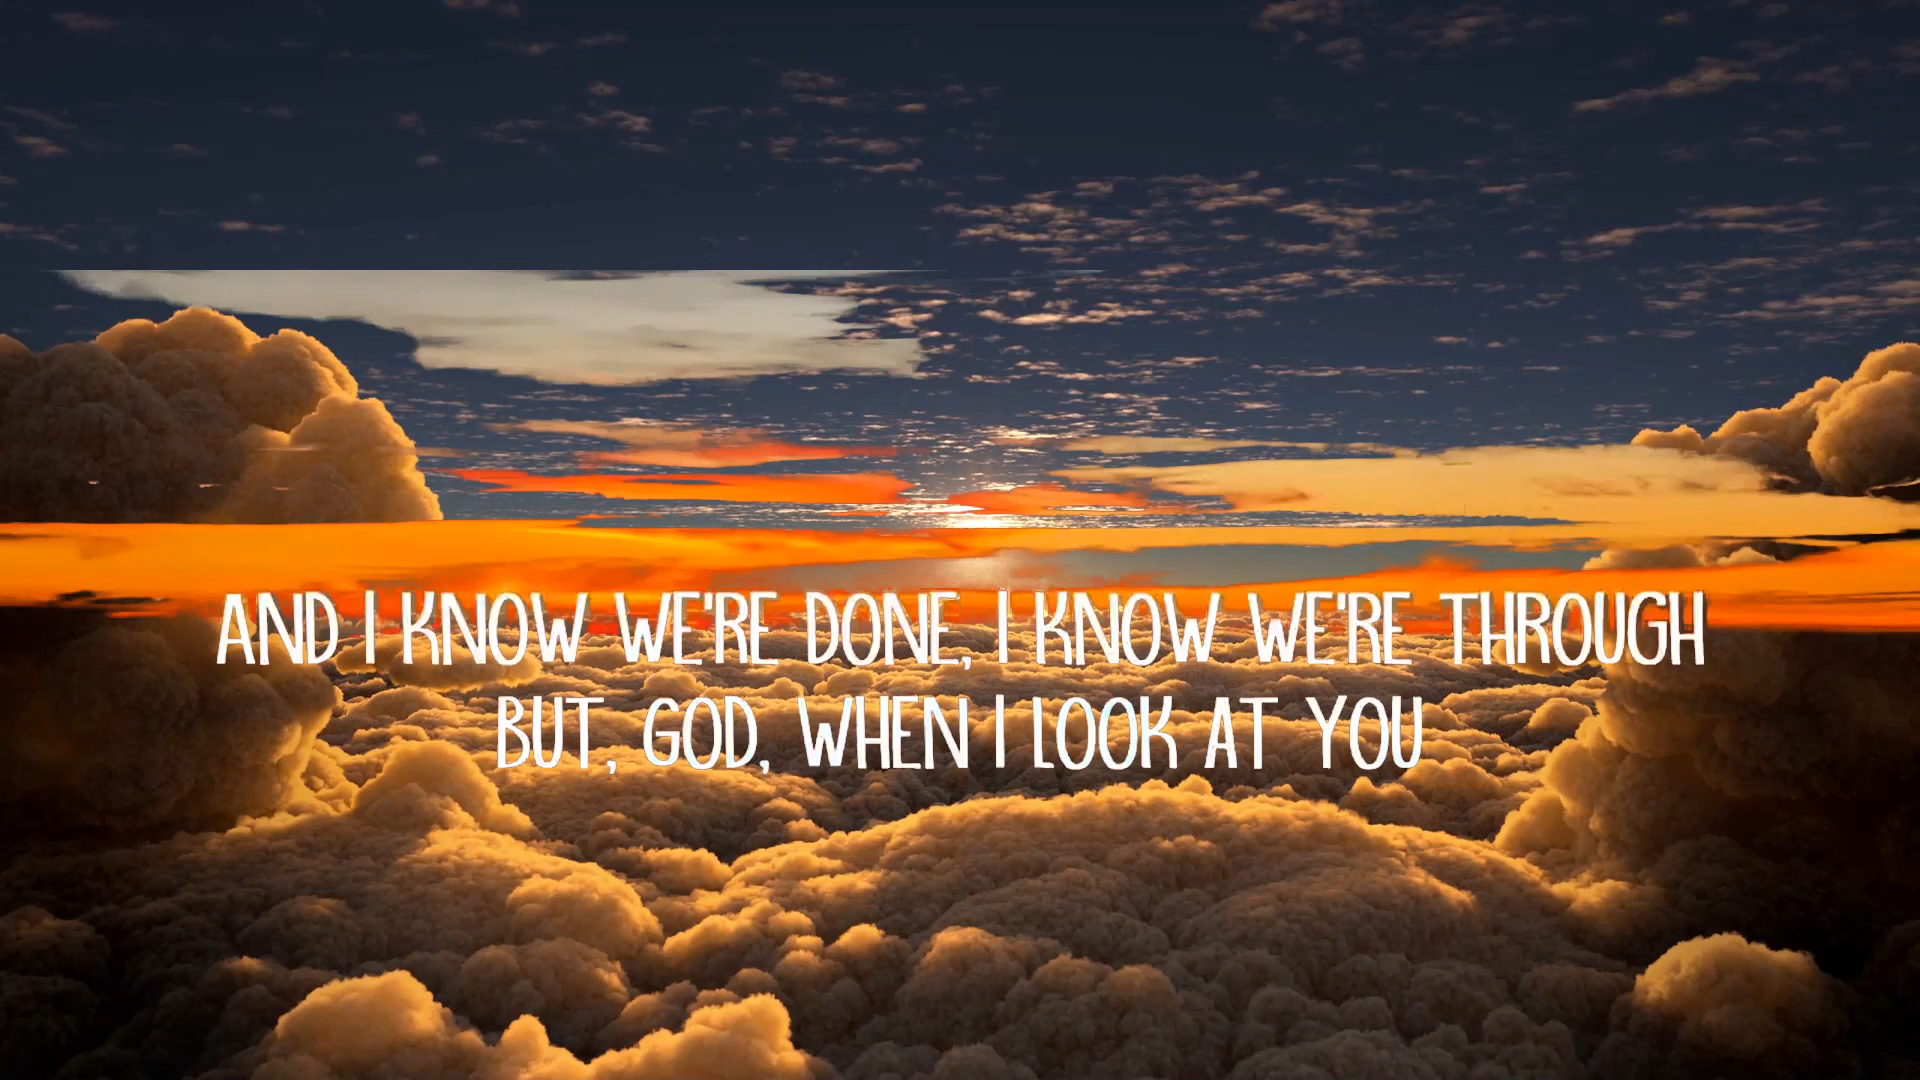 AND I KNOW WE'RE DONE, I KNOW WE'RE THROUGH
BUT, GOD, WHEN I LOOK AT YOU